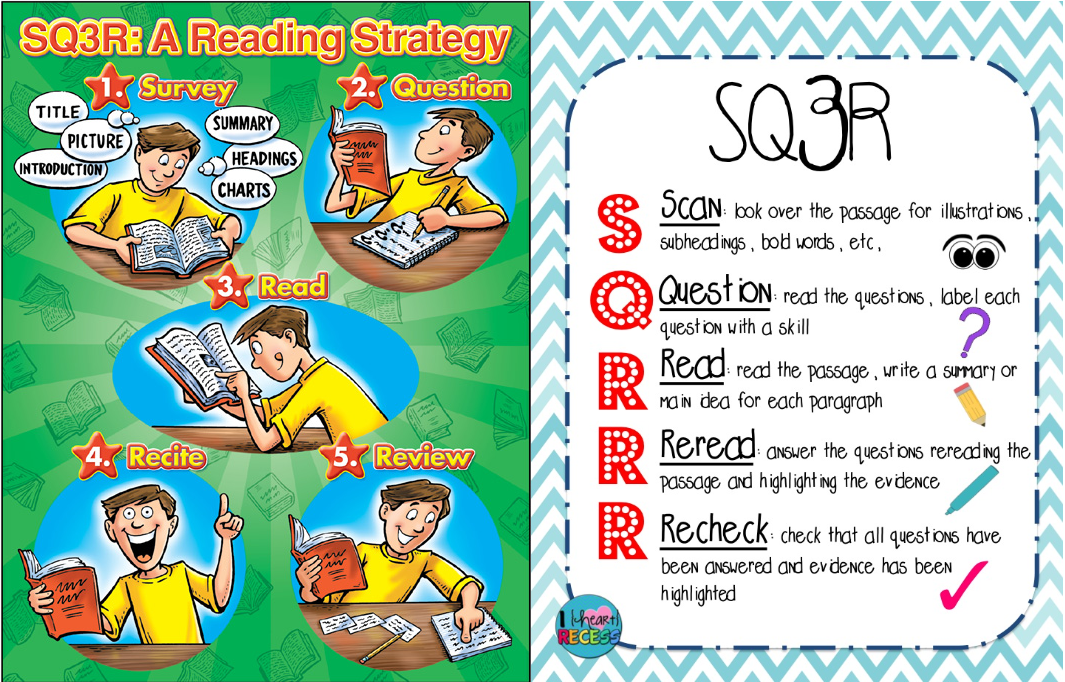 SQ3R: A Reading Strategy
1. Survey
TITLE
PICTURE
INTRODUCTION
SUMMARY
HEADINGS
CHARTS
2. Question
3. Read
4. Recite
5. Review
SQ3R
S
Scan: look over the passage for illustrations,
subheadings, bold words, etc,
Q
Question: read the questions, label each
question with a skill
?
R
Read: read the passage, write a summary or
main idea for each paragraph
R
Reread: answer the questions rereading the
passage and highlighting the evidence
R
Recheck: check that all questions have
been answered and evidence has been
highlighted
I {heart}
RECESS